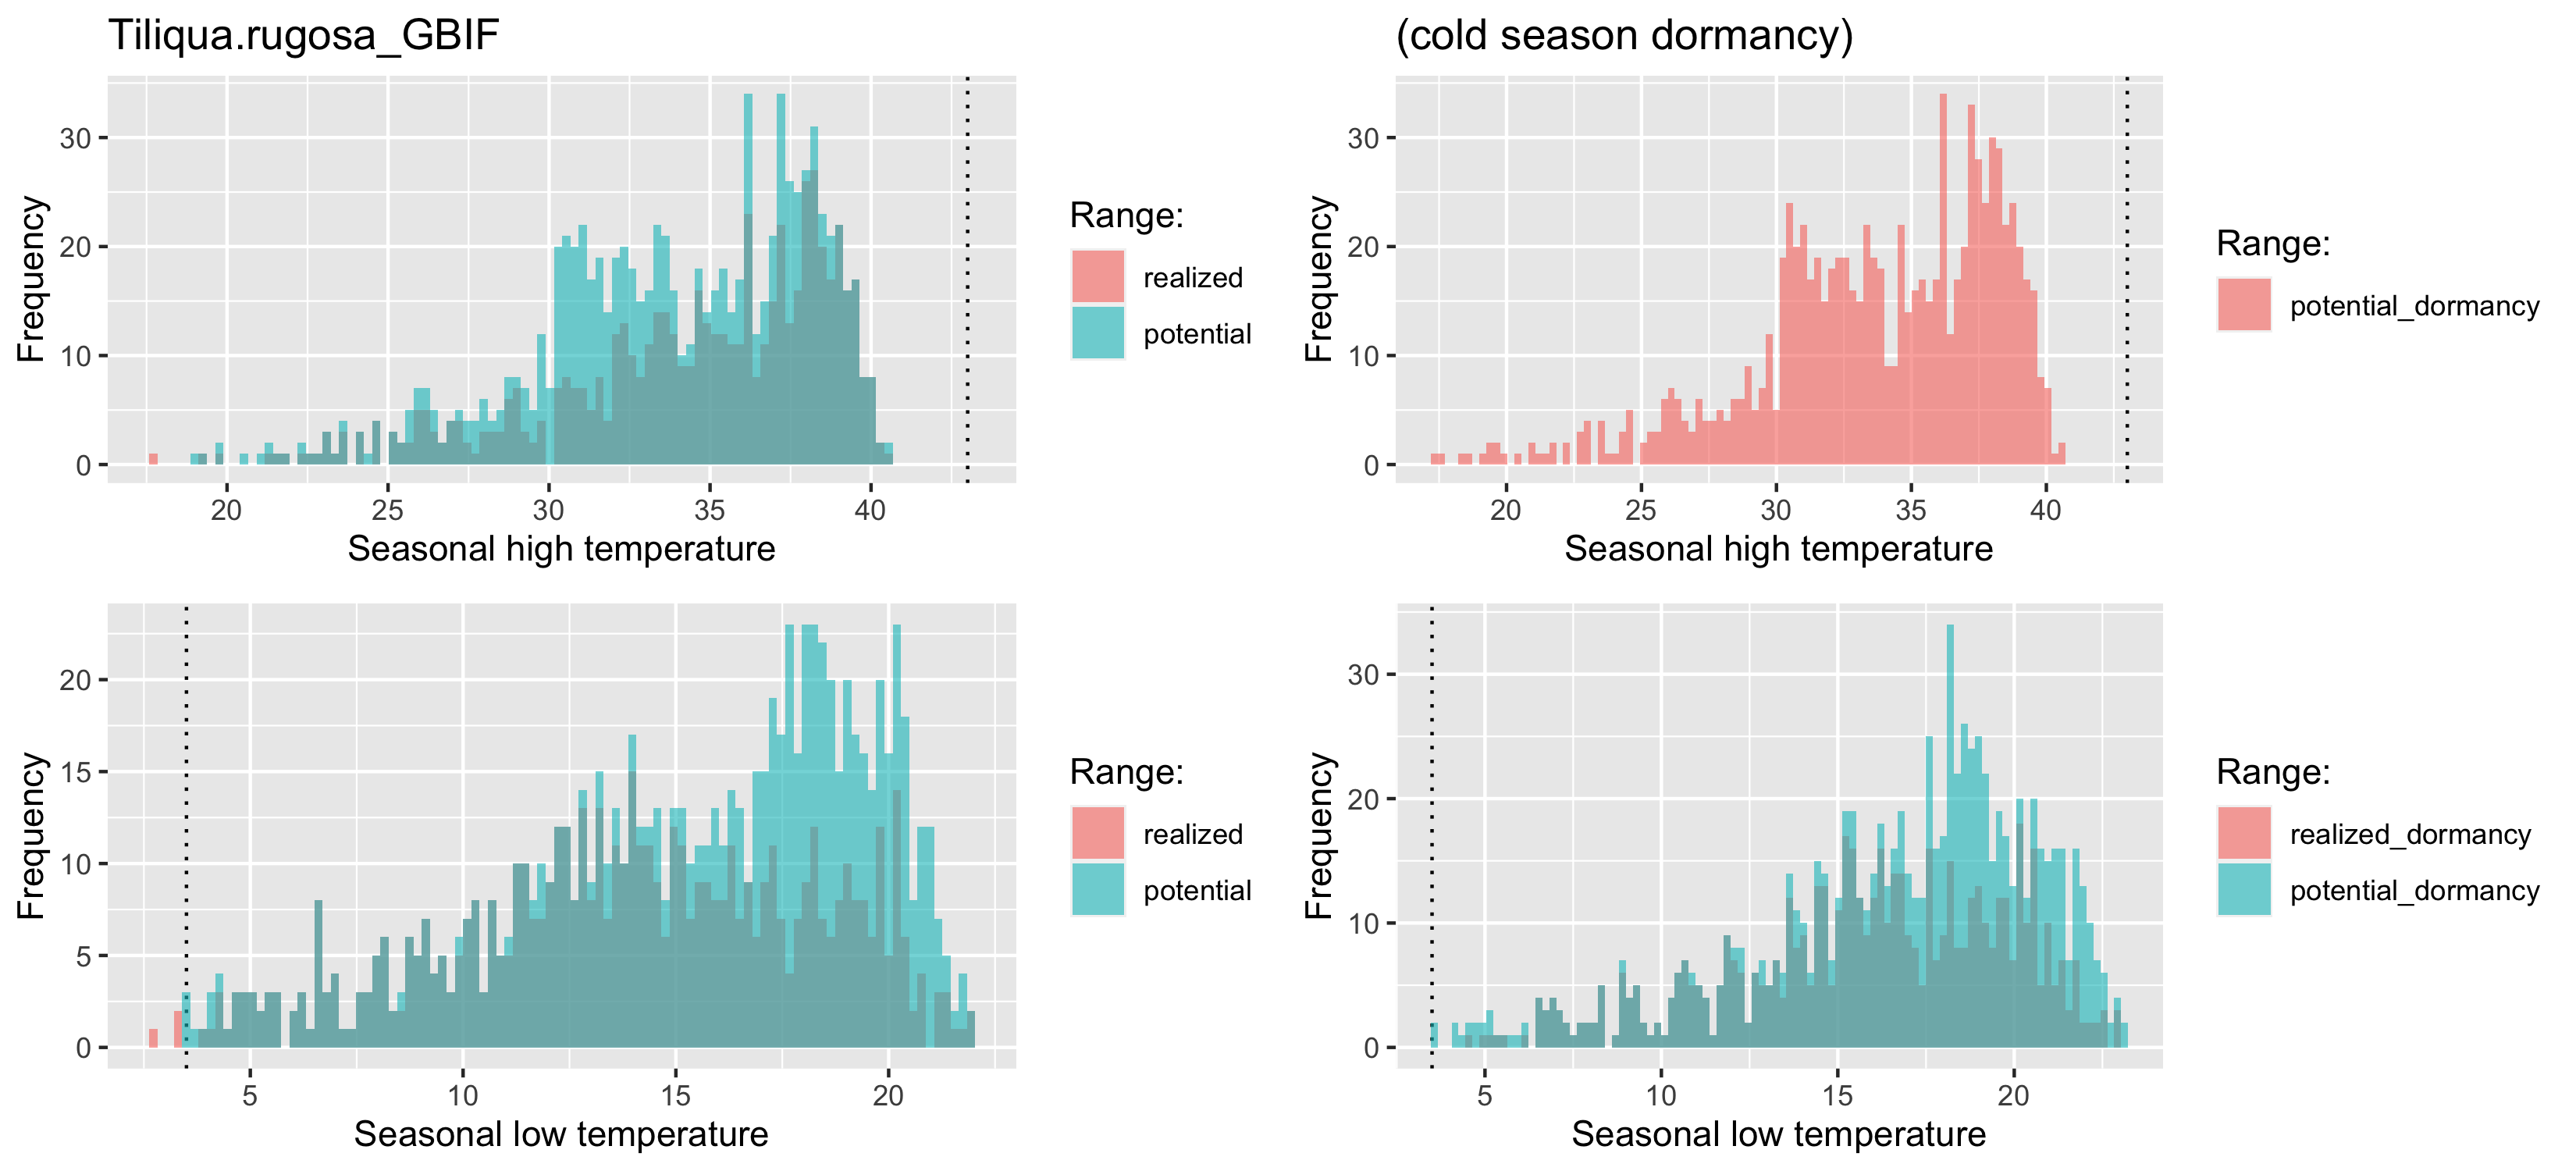 Tiliqua.rugosa_GBIF
(cold season dormancy)
Frequency
30
20
10
0
20 25 30 35 40
Seasonal high temperature
Range:
realized
potential
Frequency
30
20
10
0
20 25 30 35 40
Seasonal high temperature
Range:
potential_dormancy
Frequency
20
15
10
5
0
5 10 15 20
Seasonal low temperature
Range:
realized
potential
Frequency
30
20
10
0
5 10 15 20
Seasonal low temperature
Range:
realized_dormancy
potential_dormancy